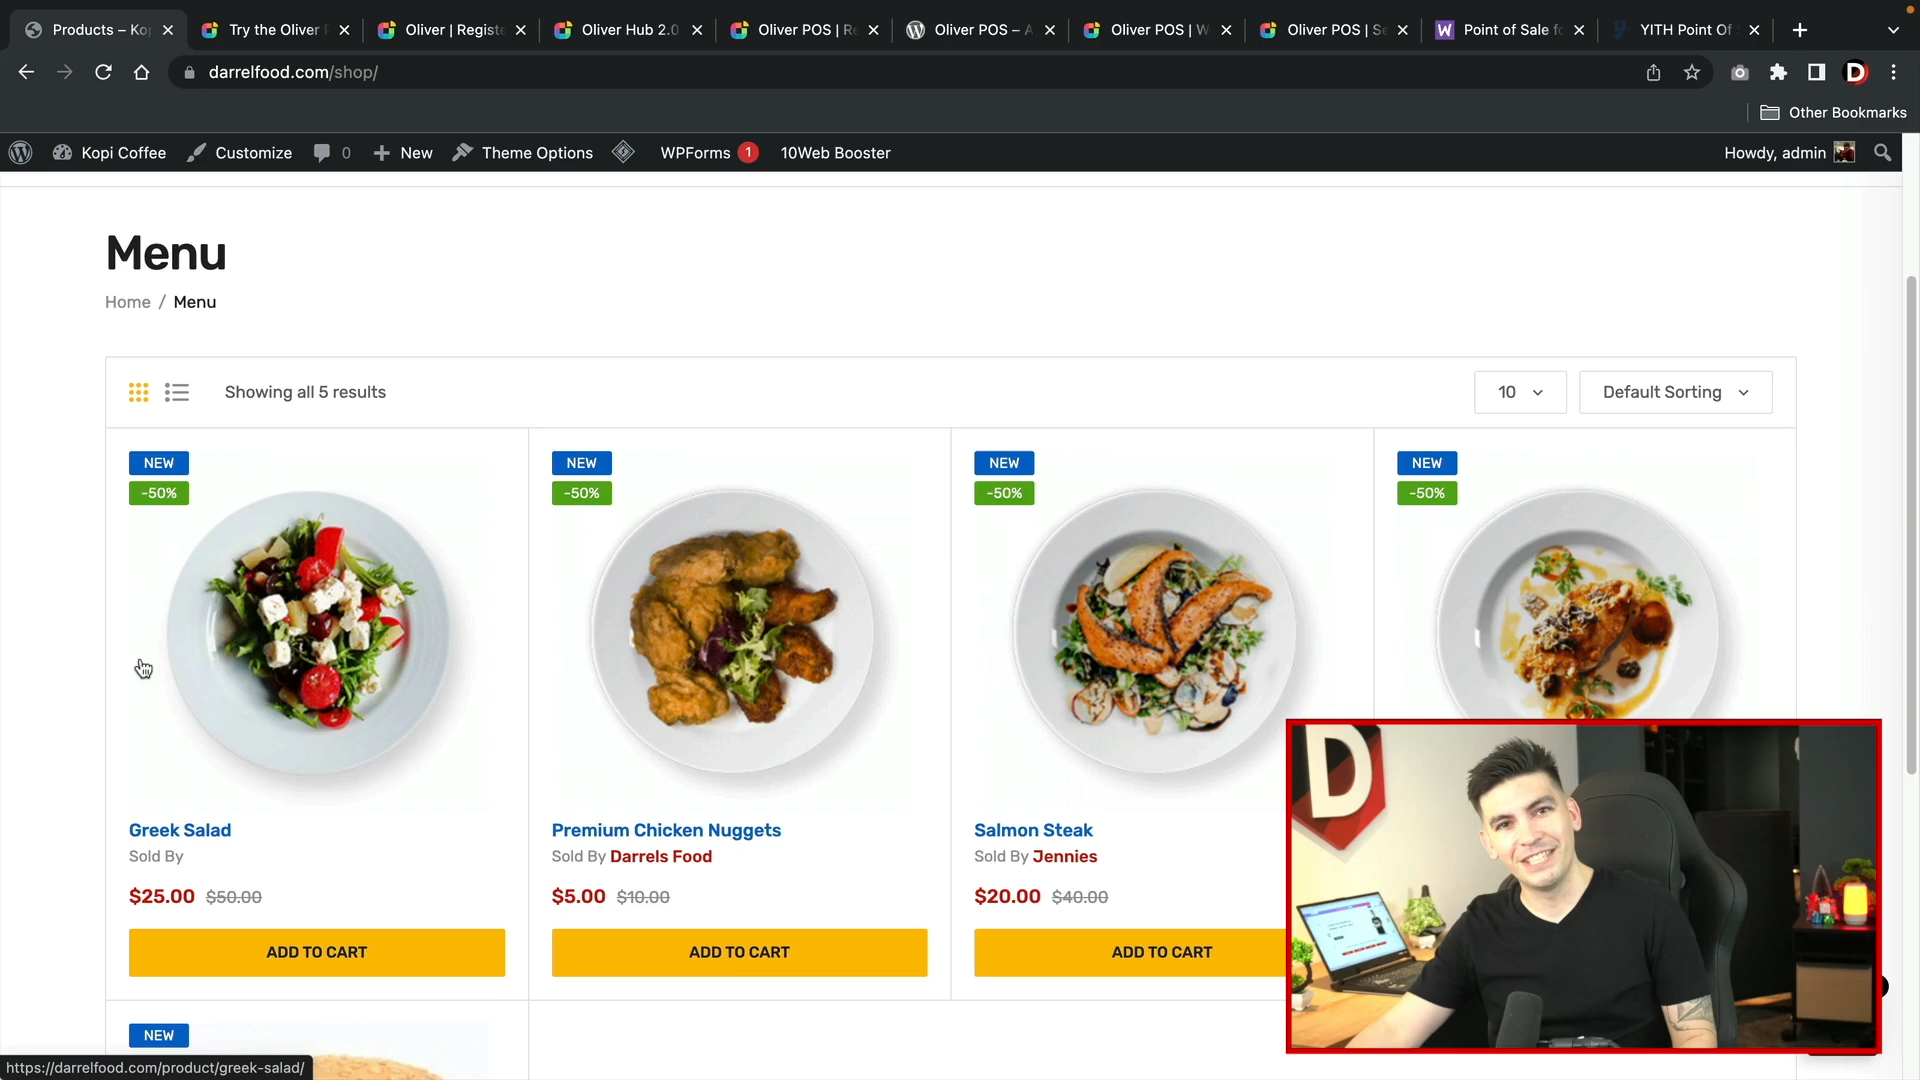 Products – Ko
Try the Oliver
Oliver | Registe
Oliver Hub 2.0
Oliver POS | Re
Oliver POS – A
Oliver POS | W
Oliver POS | Se
Point of Sale fo
YITH Point Of
darrelfood.com/shop/
Other Bookmarks
Kopi Coffee
Customize
0
New
Theme Options
WPForms 1
10Web Booster
Howdy, admin
Menu
Home / Menu
Showing all 5 results
10
Default Sorting
NEW
-50%
NEW
-50%
NEW
-50%
NEW
-50%
Greek Salad
Sold By
$25.00 $50.00
ADD TO CART
Premium Chicken Nuggets
Sold By Darrels Food
$5.00 $10.00
ADD TO CART
Salmon Steak
Sold By Jennies
$20.00 $40.00
ADD TO CART
D
NEW
https://darrelfood.com/product/greek-salad/